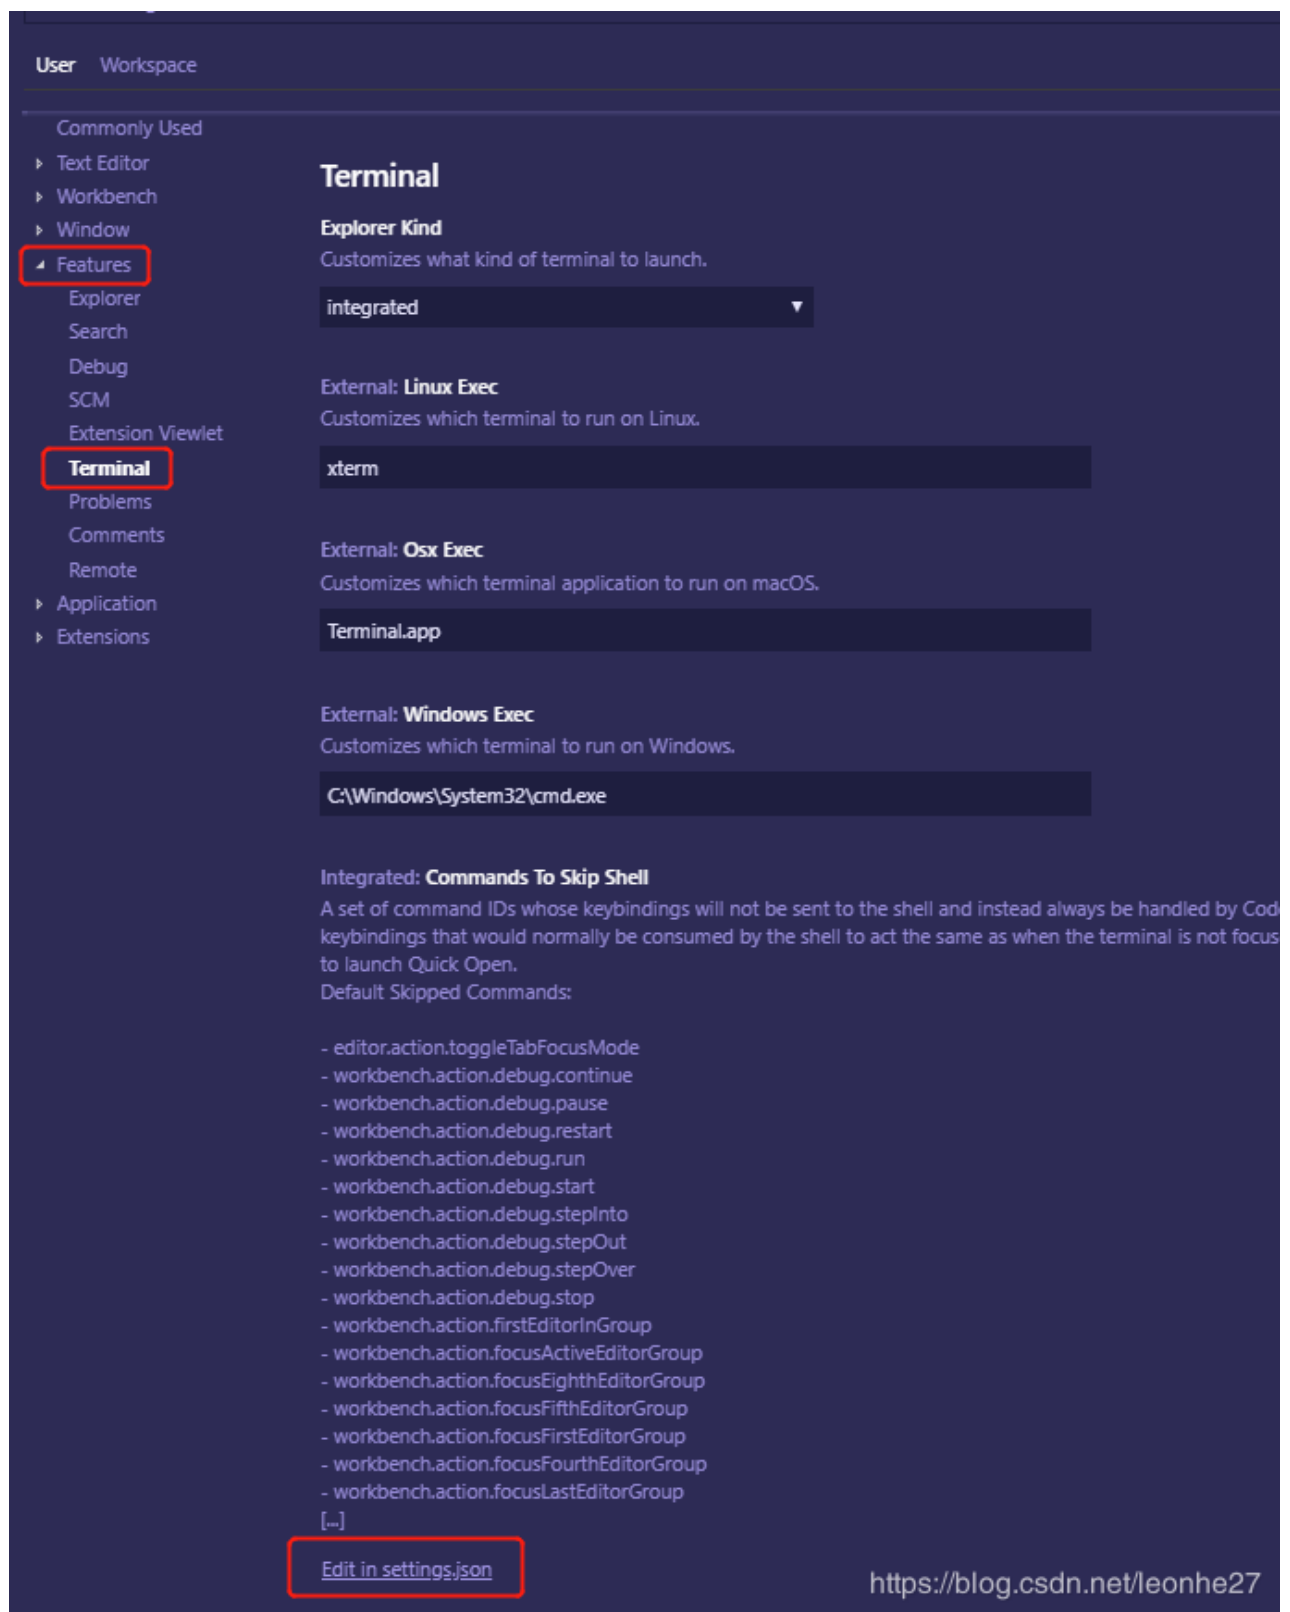 User Workspace
Commonly Used
Text Editor
Workbench
Window
Features
Explorer
Search
Debug
SCM
Extension Viewlet
Terminal
Problems
Comments
Remote
Application
Extensions
Terminal
Explorer Kind
Customizes what kind of terminal to launch.
integrated
External: Linux Exec
Customizes which terminal to run on Linux.
xterm
External: Osx Exec
Customizes which terminal application to run on macOS.
Terminal.app
External: Windows Exec
Customizes which terminal to run on Windows.
C:\Windows\System32\cmd.exe
Integrated: Commands To Skip Shell
A set of command IDs whose keybindings will not be sent to the shell and instead always be handled by Cod
keybindings that would normally be consumed by the shell to act the same as when the terminal is not focus
to launch Quick Open.
Default Skipped Commands:
- editor.action.toggleTabFocusMode
- workbench.action.debug.continue
- workbench.action.debug.pause
- workbench.action.debug.restart
- workbench.action.debug.run
- workbench.action.debug.start
- workbench.action.debug.stepInto
- workbench.action.debug.stepOut
- workbench.action.debug.stepOver
- workbench.action.debug.stop
- workbench.action.firstEditorInGroup
- workbench.action.focusActiveEditorGroup
- workbench.action.focusEighthEditorGroup
- workbench.action.focusFifthEditorGroup
- workbench.action.focusFirstEditorGroup
- workbench.action.focusFourthEditorGroup
- workbench.action.focusLastEditorGroup
[...]
Edit in settings.json
https://blog.csdn.net/leonhe27